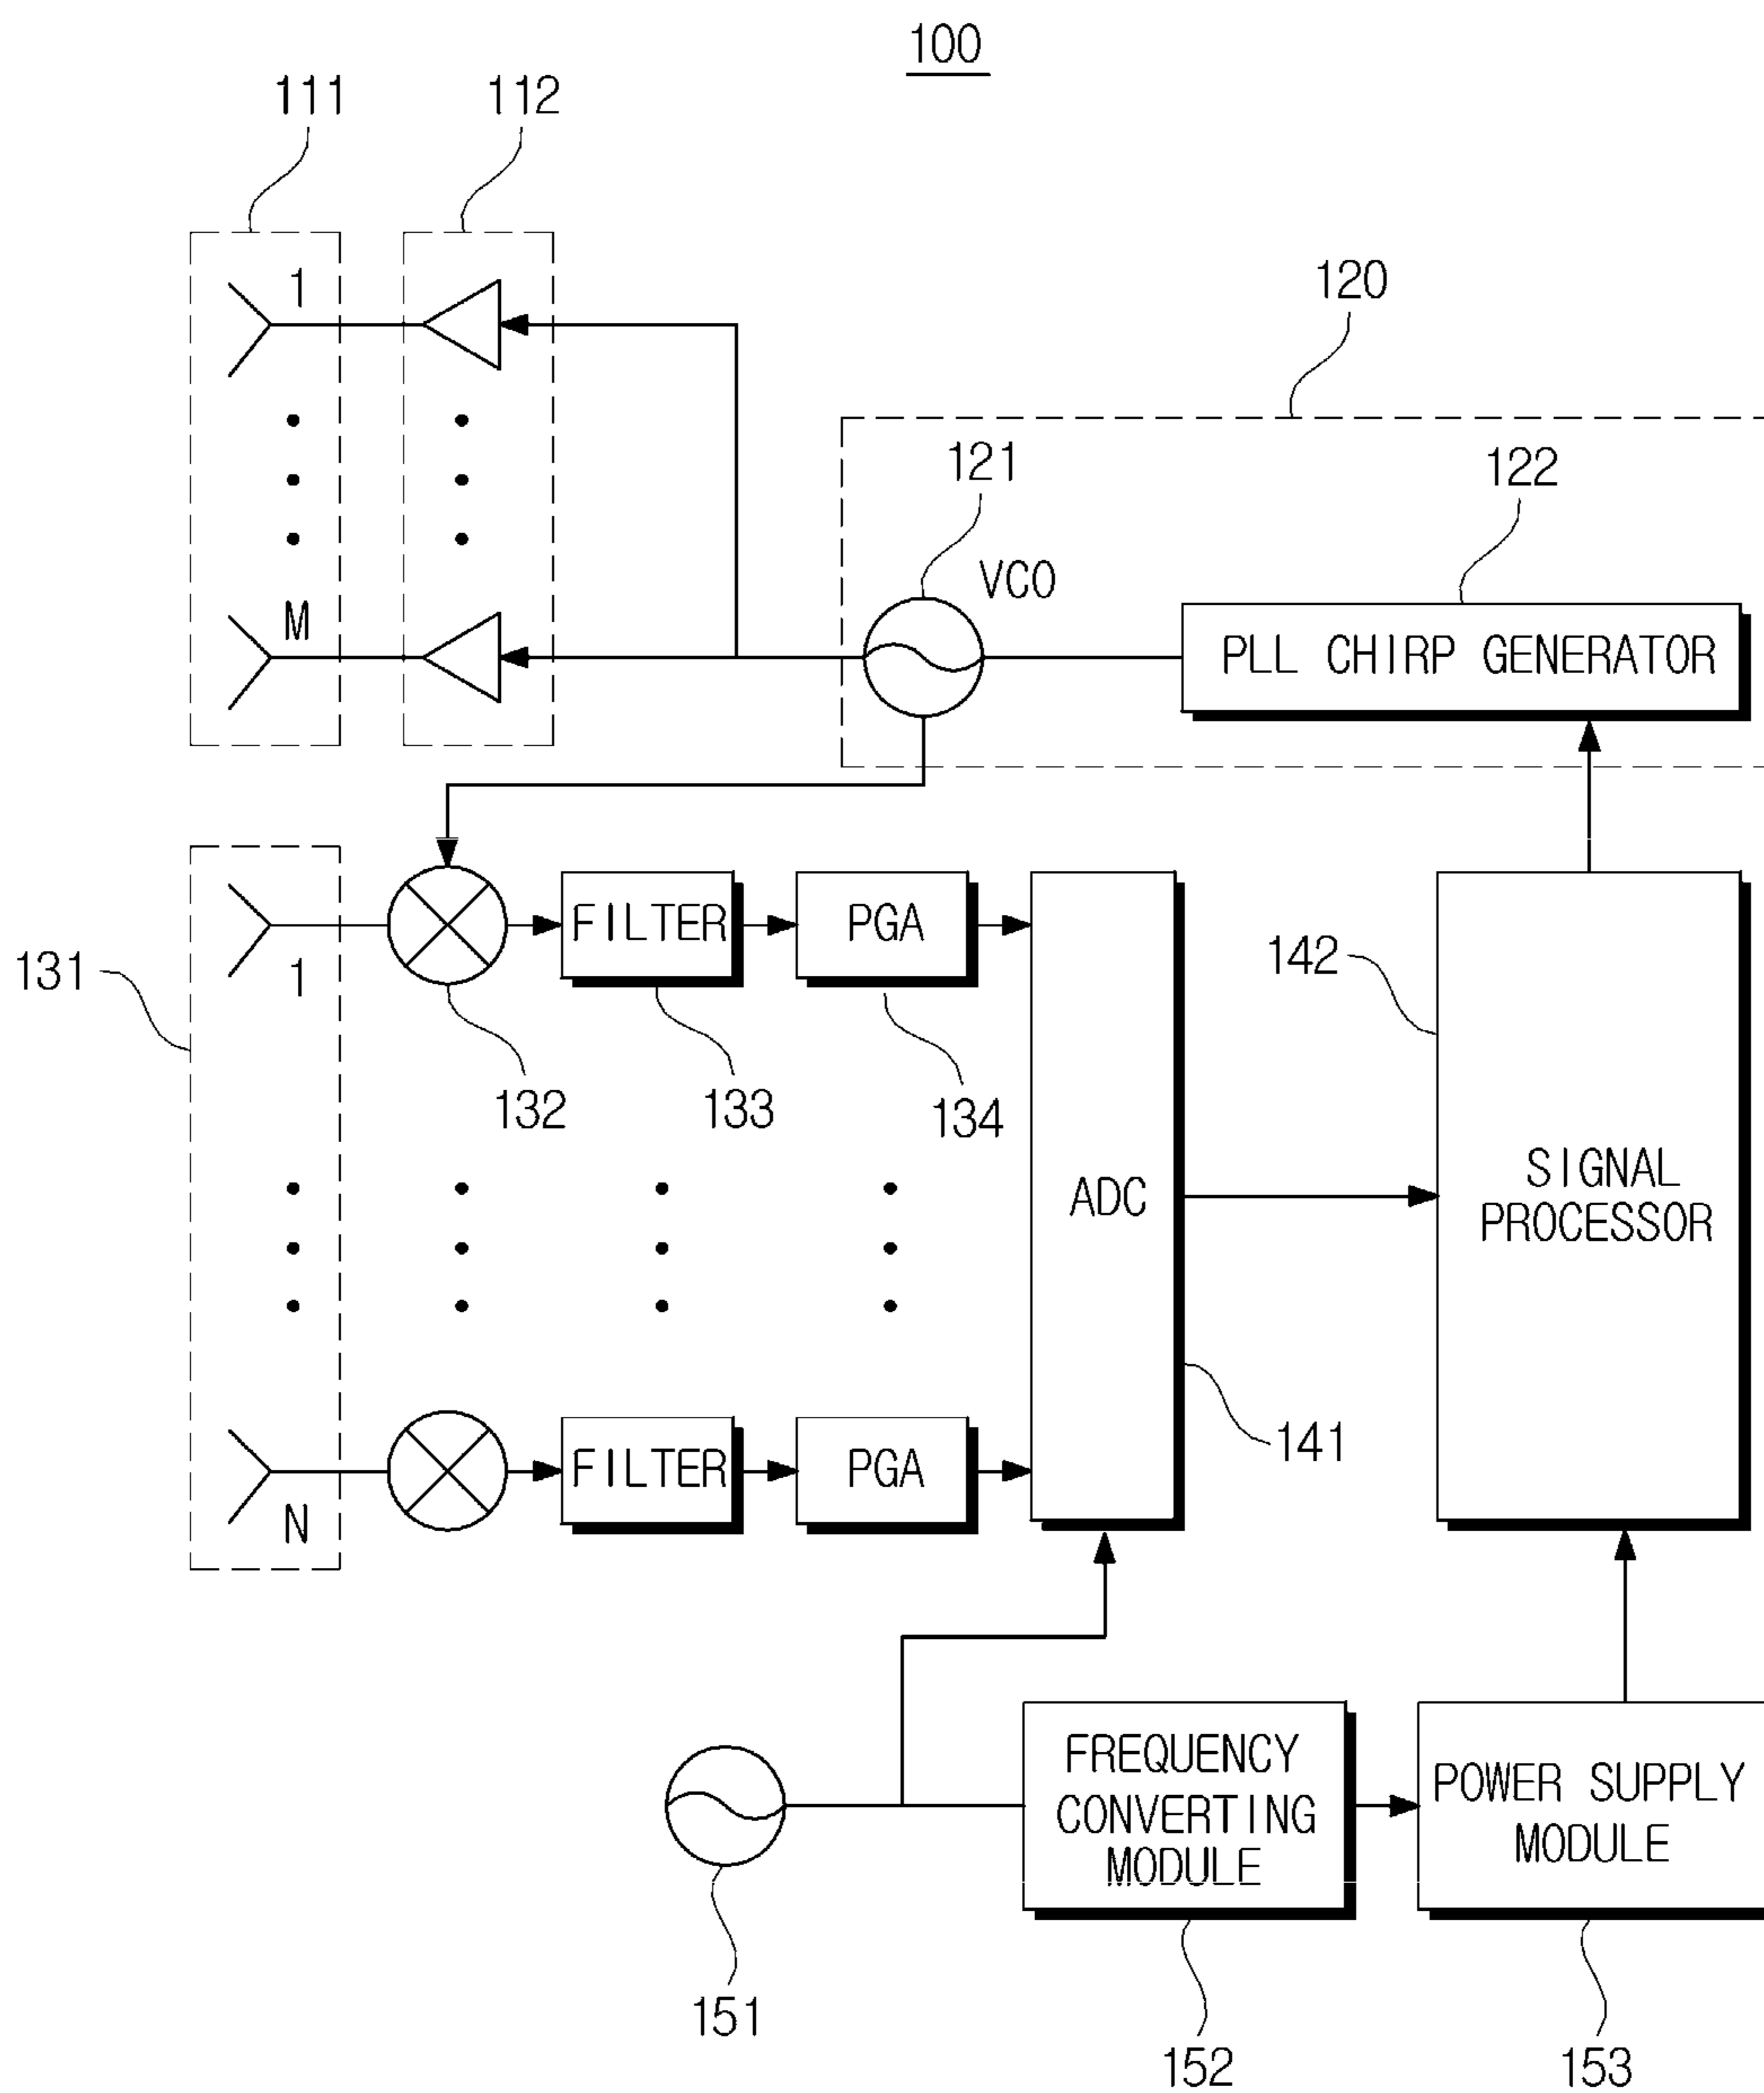 100
111
112
1
120
121
122
VCO
M
PLL CHIRP GENERATOR
FILTER
PGA
131
1
142
132
133
134
ADC
SIGNAL
PROCESSOR
141
FILTER
PGA
N
FREQUENCY
CONVERTING
MODULE
POWER SUPPLY
MODULE
151
152
153